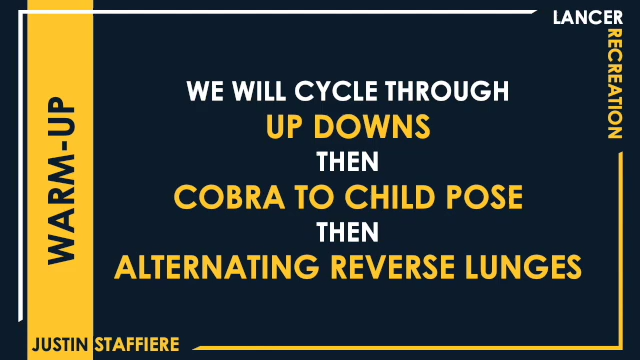 LANCER
RECREATION
WARM-UP
WE WILL CYCLE THROUGH
UP DOWNS
THEN
COBRA TO CHILD POSE
THEN
ALTERNATING REVERSE LUNGES
JUSTIN STAFFIERE